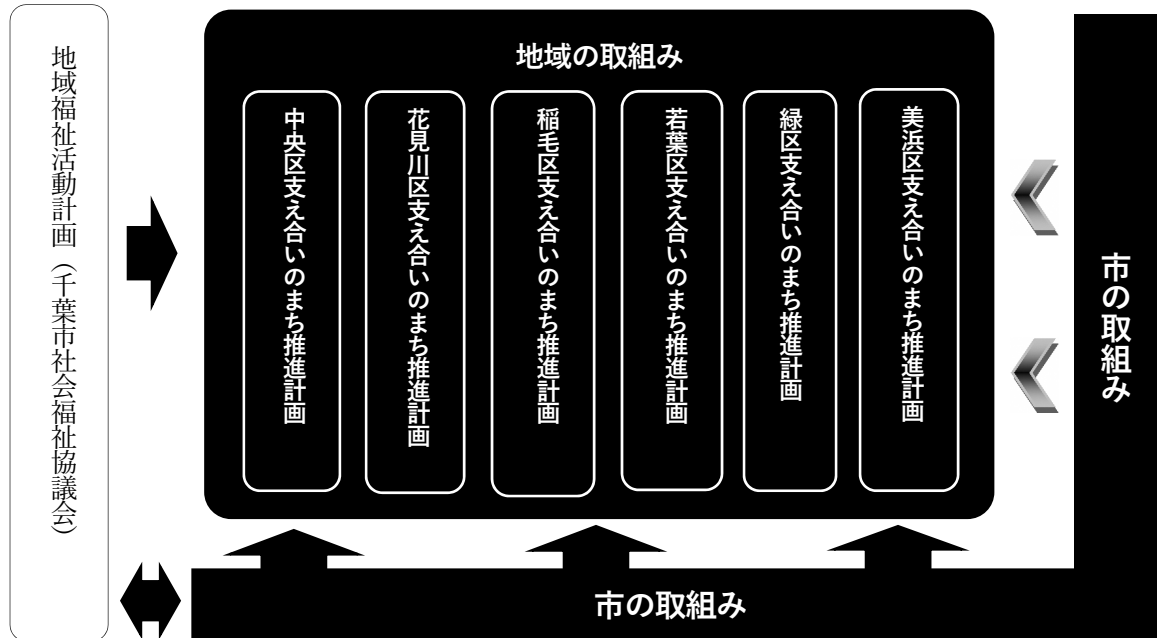 地域福祉活動計画（千葉市社会福祉協議会）
地域の取組み
中央区支え合いのまち推進計画
花見川区支え合いのまち推進計画
稲毛区支え合いのまち推進計画
若葉区支え合いのまち推進計画
緑区支え合いのまち推進計画
美浜区支え合いのまち推進計画
市の取組み
市の取組み